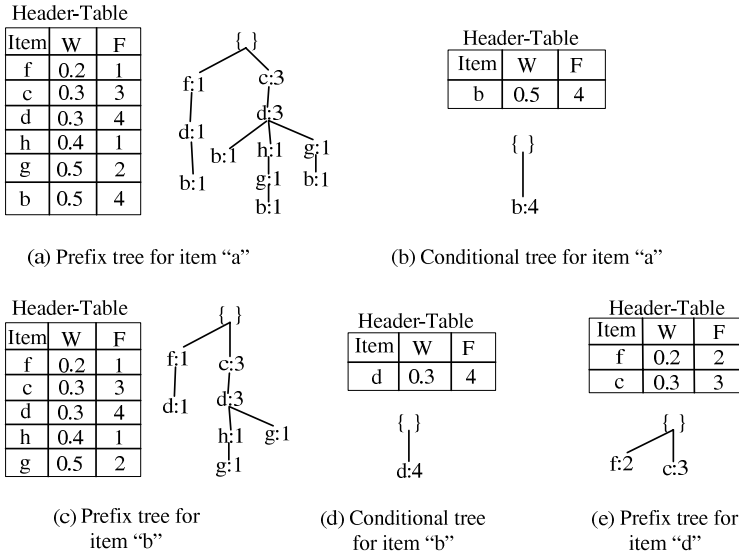 Header-Table
Item W F
f 0.2 1
c 0.3 3
d 0.3 4
h 0.4 1
g 0.5 2
b 0.5 4
{ }
f:1 c:3
d:1 d:3
b:1 b:1 h:1 g:1
g:1 b:1
b:1
(a) Prefix tree for item “a”
Header-Table
Item W F
b 0.5 4
{ }
b:4
(b) Conditional tree for item “a”
Header-Table
Item W F
f 0.2 1
c 0.3 3
d 0.3 4
h 0.4 1
g 0.5 2
{ }
f:1 c:3
d:1 d:3
h:1 g:1
g:1
(c) Prefix tree for
item “b”
Header-Table
Item W F
d 0.3 4
{ }
d:4
(d) Conditional tree
for item “b”
Header-Table
Item W F
f 0.2 2
c 0.3 3
{ }
f:2 c:3
(e) Prefix tree for
item “d”